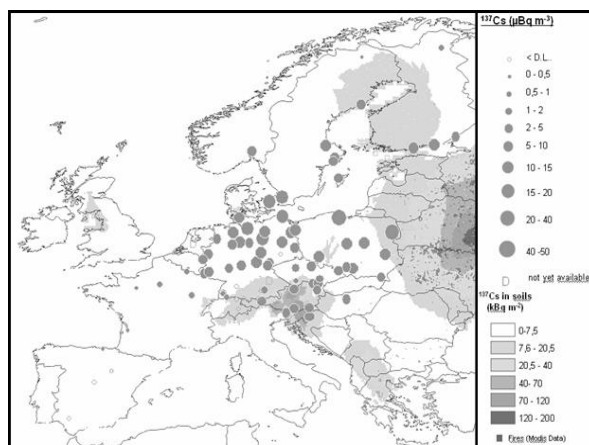 ¹³⁷Cs (µBq m⁻³)
< D.L.
0 - 0,5
0,5 - 1
1 - 2
2 - 5
5 - 10
10 - 15
15 - 20
20 - 40
40 -50
D not yet available
¹³⁷Cs in soils
(kBq m⁻²)
0-7,5
7,6 - 20,5
20,5 - 40
40 - 70
70 - 120
120 - 200
Fires (Modis Data)